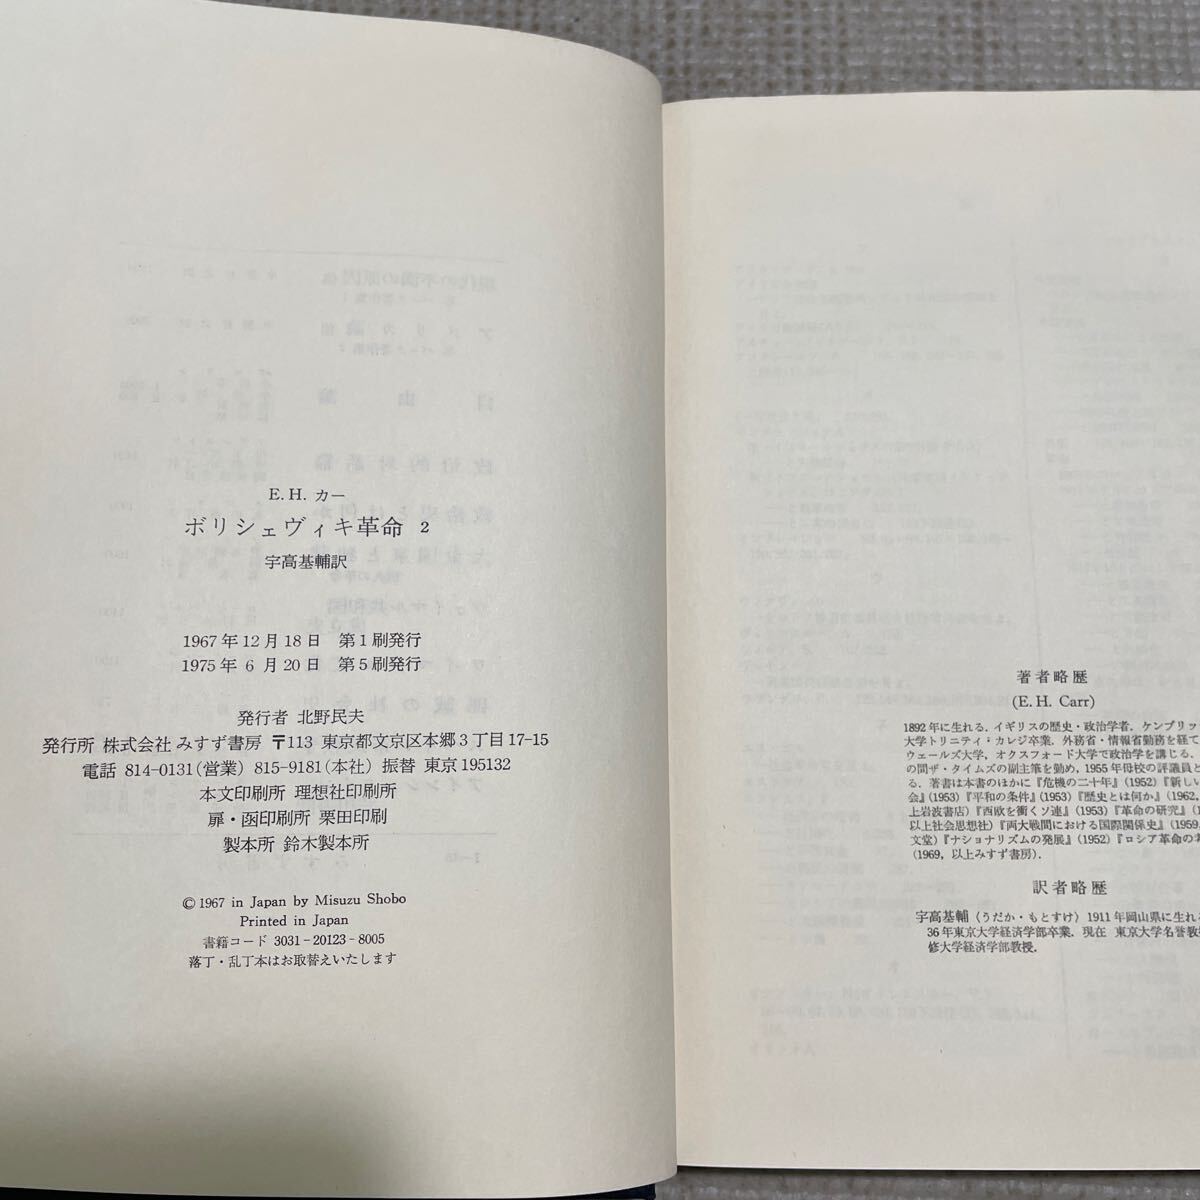 E.H. カー
ボリシェヴィキ革命 2
宇高基輔訳
1967年12月18日 第1刷発行
1975年6月20日 第5刷発行
発行者 北野民夫
発行所 株式会社 みすず書房 〒113 東京都文京区本郷3丁目17-15
電話 814-0131(営業) 815-9181(本社) 振替 東京195132
本文印刷所 理想社印刷所
扉・函印刷所 栗田印刷
製本所 鈴木製本所
© 1967 in Japan by Misuzu Shobo
Printed in Japan
書籍コード 3031-20123-8005
落丁・乱丁本はお取替えいたします
著者略歴
(E. H. Carr)
1892年に生れる．イギリスの歴史・政治学者．ケンブリッ
大学トリニティ・カレジ卒業．外務省・情報省勤務を経て
ウェールズ大学，オクスフォード大学で政治学を講じる．
の間ザ・タイムズの副主筆を勤め，1955年母校の評議員と
る．著書は本書のほかに『危機の二十年』(1952)『新しい
会』(1953)『平和の条件』(1953)『歴史とは何か』(1962,
上岩波書店)『西欧を衝くソ連』(1953)『革命の研究』(1
以上社会思想社)『両大戦間における国際関係史』(1959,
文堂)『ナショナリズムの発展』(1952)『ロシア革命の考
(1969, 以上みすず書房).
訳者略歴
宇高基輔〈うだか・もとすけ〉1911年岡山県に生れ
36年東京大学経済学部卒業．現在 東京大学名誉教授
修大学経済学部教授．